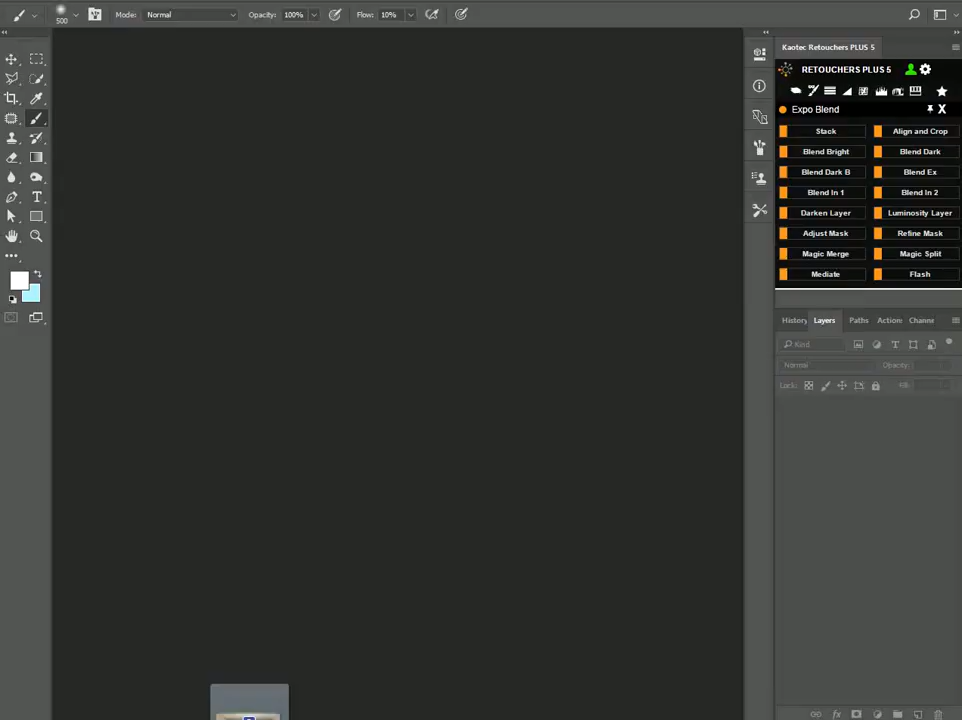 500
Mode: Normal
Opacity: 100%
Flow: 10%
Kaotec Retouchers PLUS 5
RETOUCHERS PLUS 5
Expo Blend X
Stack
Align and Crop
Blend Bright
Blend Dark
Blend Dark B
Blend Ex
Blend In 1
Blend In 2
Darken Layer
Luminosity Layer
Adjust Mask
Refine Mask
Magic Merge
Magic Split
Mediate
Flash
History Layers Paths Actions Channe
Kind
Normal
Opacity:
Lock:
Fill: